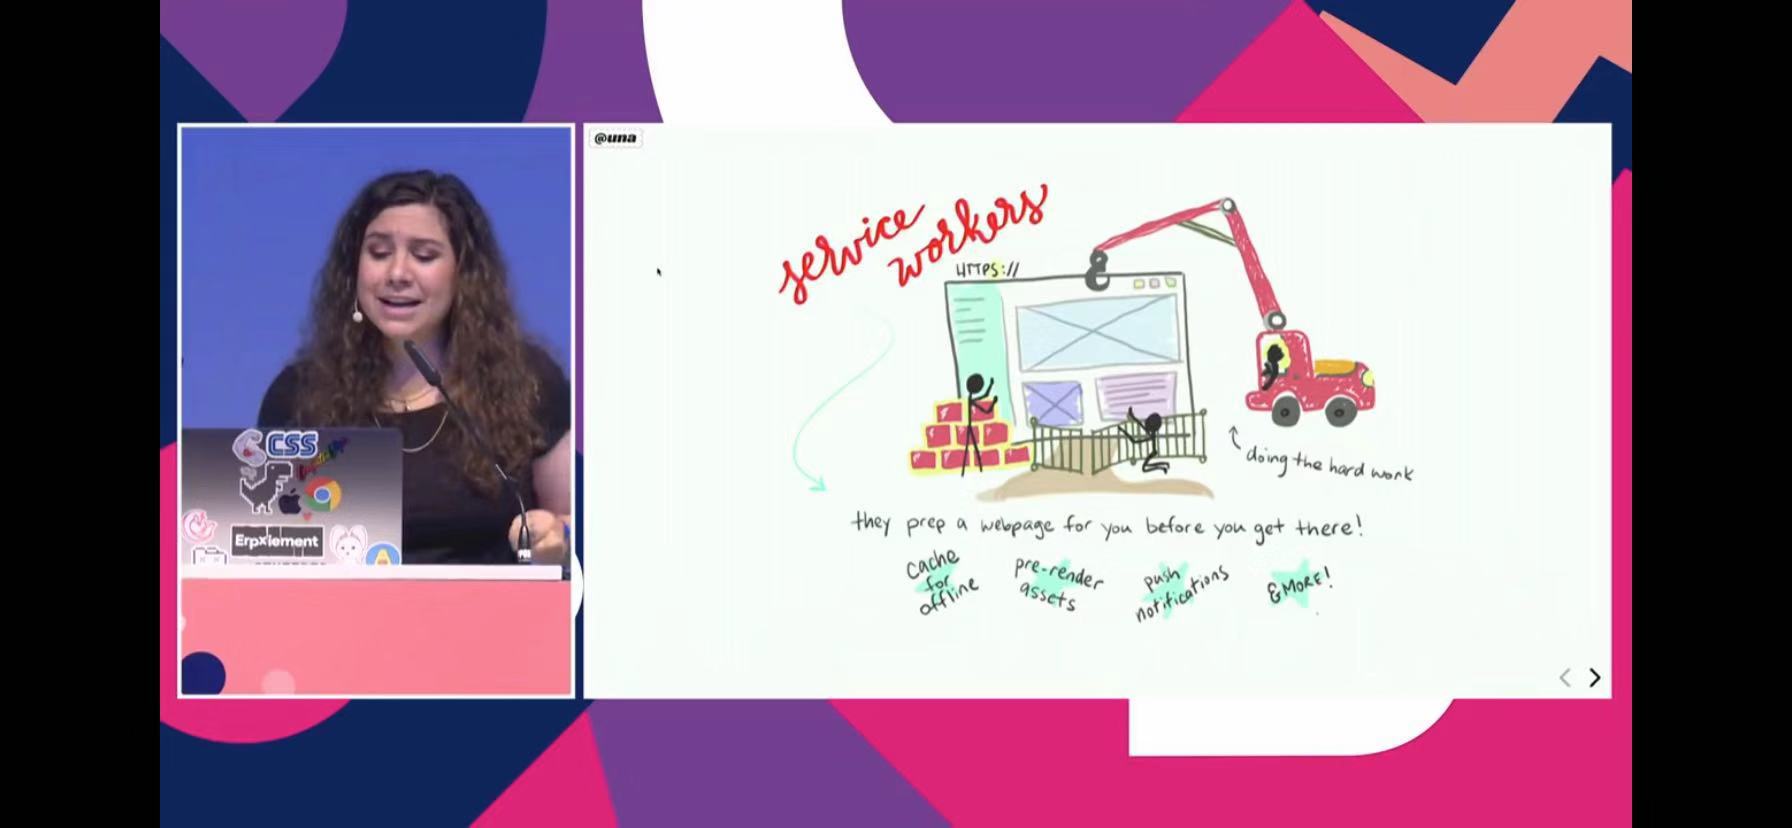 @una
service
workers
HTTPS://
doing the hard work
they prep a webpage for you before you get there!
cache
for
offline
pre-render
assets
push
notifications
& MORE!
CSS
Erpxlement